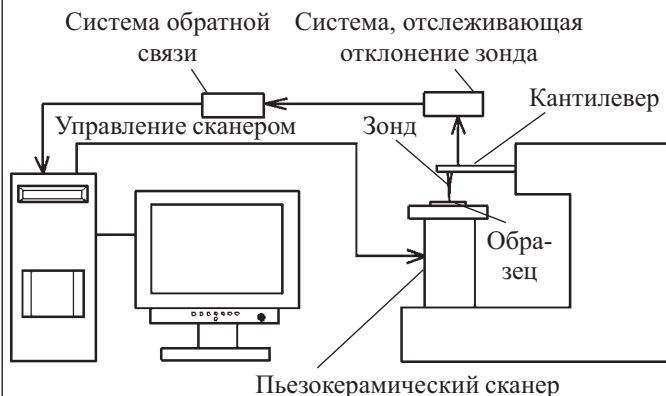 Система обратной
связи
Система, отслеживающая
отклонение зонда
Управление сканером
Зонд
Кантилевер
Обра-
зец
Пьезокерамический сканер